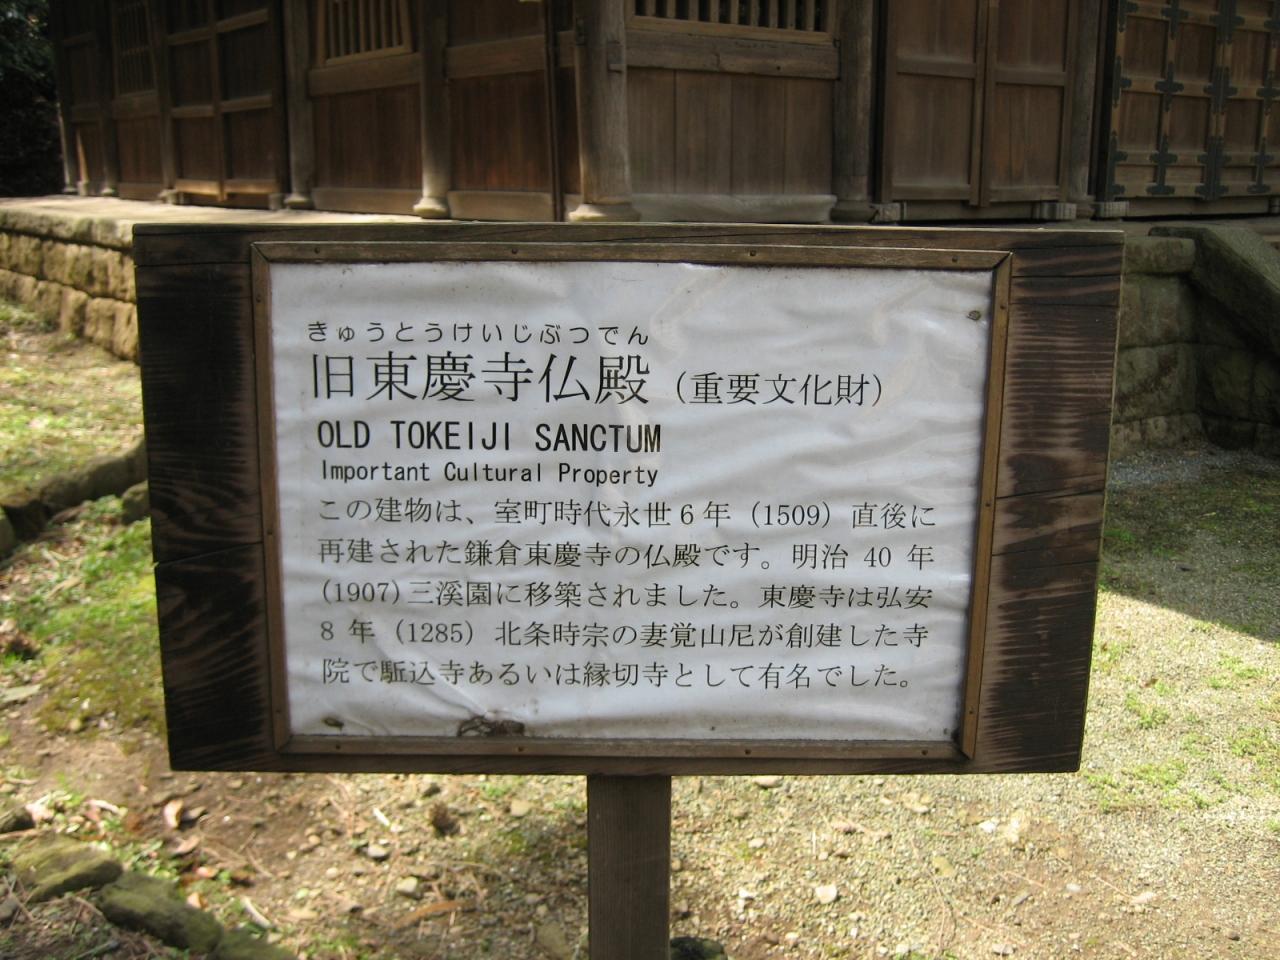 きゅうとうけいじぶつでん
旧東慶寺仏殿（重要文化財）
OLD TOKEIJI SANCTUM
Important Cultural Property
この建物は、室町時代永世６年（1509）直後に
再建された鎌倉東慶寺の仏殿です。明治 40 年
（1907）三溪園に移築されました。東慶寺は弘安
８年（1285）北条時宗の妻覚山尼が創建した寺
院で駈込寺あるいは縁切寺として有名でした。